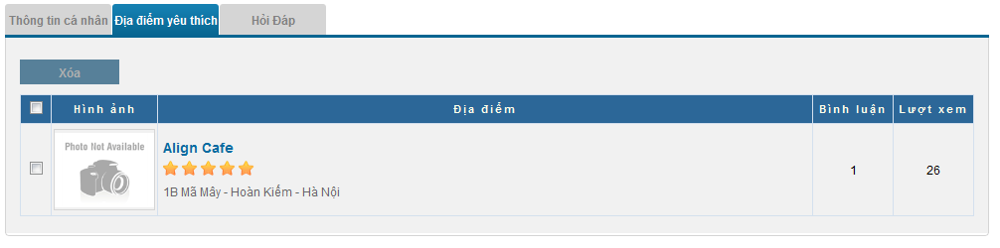 Thông tin cá nhân Địa điểm yêu thích Hỏi Đáp
Xóa
Hình ảnh Địa điểm Bình luận Lượt xem
Photo Not Available
Align Cafe
1B Mã Mây - Hoàn Kiếm - Hà Nội
1 26